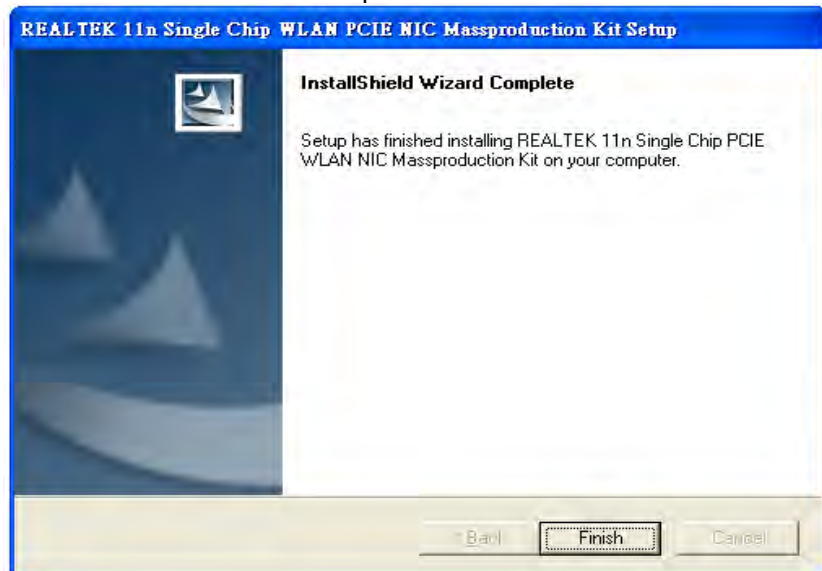 REALTEK 11n Single Chip WLAN PCIE NIC Massproduction Kit Setup
InstallShield Wizard Complete
Setup has finished installing REALTEK 11n Single Chip PCIE
WLAN NIC Massproduction Kit on your computer.
< Back Finish Cancel